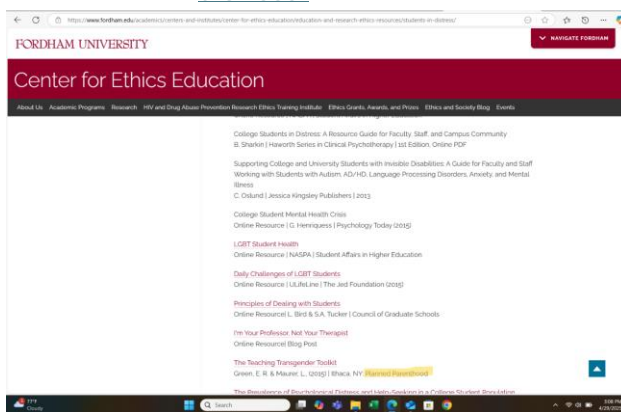 https://www.fordham.edu/academics/centers-and-institutes/center-for-ethics-education/education-and-research-ethics-resources/students-in-distress/
FORDHAM UNIVERSITY
NAVIGATE FORDHAM
Center for Ethics Education
About Us Academic Programs Research HIV and Drug Abuse Prevention Research Ethics Training Institute Ethics Grants, Awards, and Prizes Ethics and Society Blog Events
College Students in Distress: A Resource Guide for Faculty, Staff, and Campus Community
B. Sharkin | Haworth Series in Clinical Psychotherapy | 1st Edition, Online PDF
Supporting College and University Students with Invisible Disabilities: A Guide for Faculty and Staff
Working with Students with Autism, AD/HD, Language Processing Disorders, Anxiety, and Mental
Illness
C. Oslund | Jessica Kingsley Publishers | 2013
College Student Mental Health Crisis
Online Resource | G. Henriquess | Psychology Today (2015)
LGBT Student Health
Online Resource | NASPA | Student Affairs in Higher Education
Daily Challenges of LGBT Students
Online Resource | ULifeLine | The Jed Foundation (2015)
Principles of Dealing with Students
Online Resource| L. Bird & S.A. Tucker | Council of Graduate Schools
I'm Your Professor, Not Your Therapist
Online Resource| Blog Post
The Teaching Transgender Toolkit
Green, E. R. & Maurer, L., (2015) | Ithaca, NY: Planned Parenthood
The Prevalence of Psychological Distress and Help-Seeking in a College Student Population
77°F
Cloudy
Search
3:08 PM